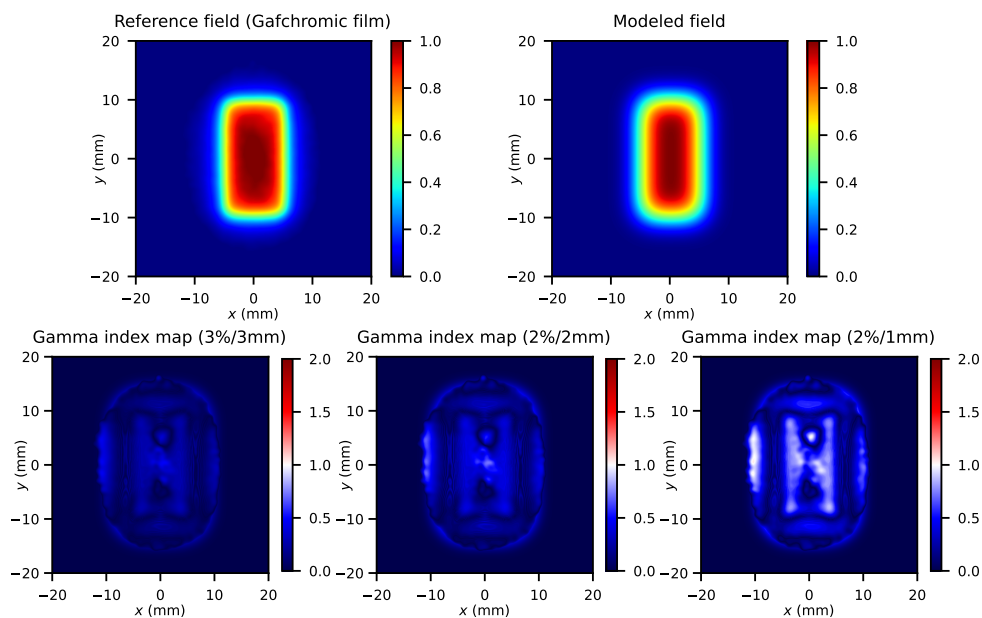 Reference field (Gafchromic film)
Modeled field
20
10
0
−10
−20
y (mm)
−20 −10 0 10 20
x (mm)
1.0
0.8
0.6
0.4
0.2
0.0
20
10
0
−10
−20
y (mm)
−20 −10 0 10 20
x (mm)
1.0
0.8
0.6
0.4
0.2
0.0
Gamma index map (3%/3mm)
Gamma index map (2%/2mm)
Gamma index map (2%/1mm)
20
10
0
−10
−20
y (mm)
−20 −10 0 10 20
x (mm)
2.0
1.5
1.0
0.5
0.0
20
10
0
−10
−20
y (mm)
−20 −10 0 10 20
x (mm)
2.0
1.5
1.0
0.5
0.0
20
10
0
−10
−20
y (mm)
−20 −10 0 10 20
x (mm)
2.0
1.5
1.0
0.5
0.0